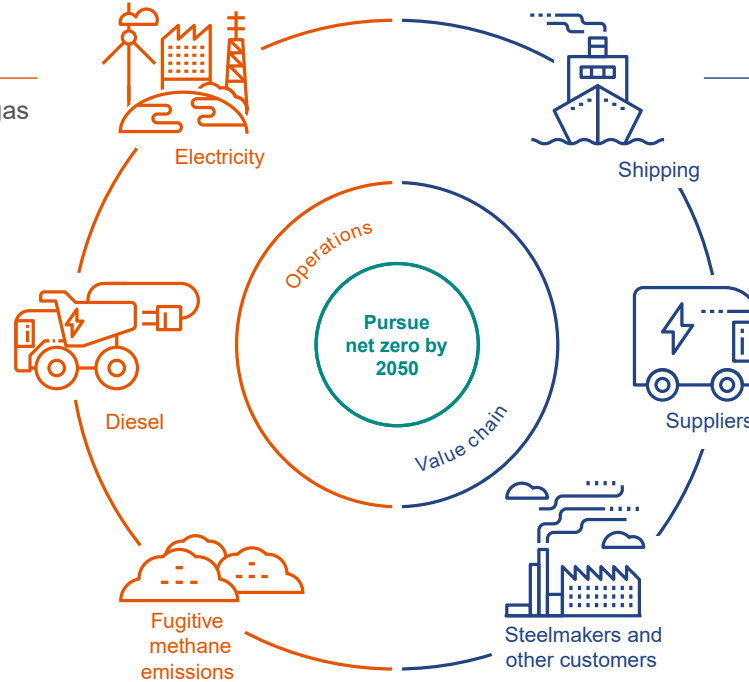 gas
Electricity
Shipping
Operations
Pursue
net zero by
2050
Diesel
Suppliers
Value chain
Fugitive
methane
emissions
Steelmakers and
other customers